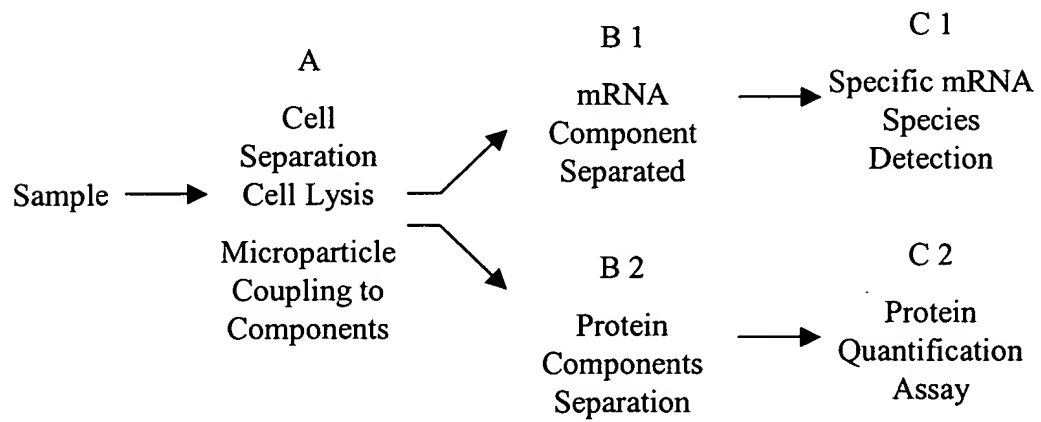 Sample
A
Cell
Separation
Cell Lysis
Microparticle
Coupling to
Components
B 1
mRNA
Component
Separated
C 1
Specific mRNA
Species
Detection
B 2
Protein
Components
Separation
C 2
Protein
Quantification
Assay